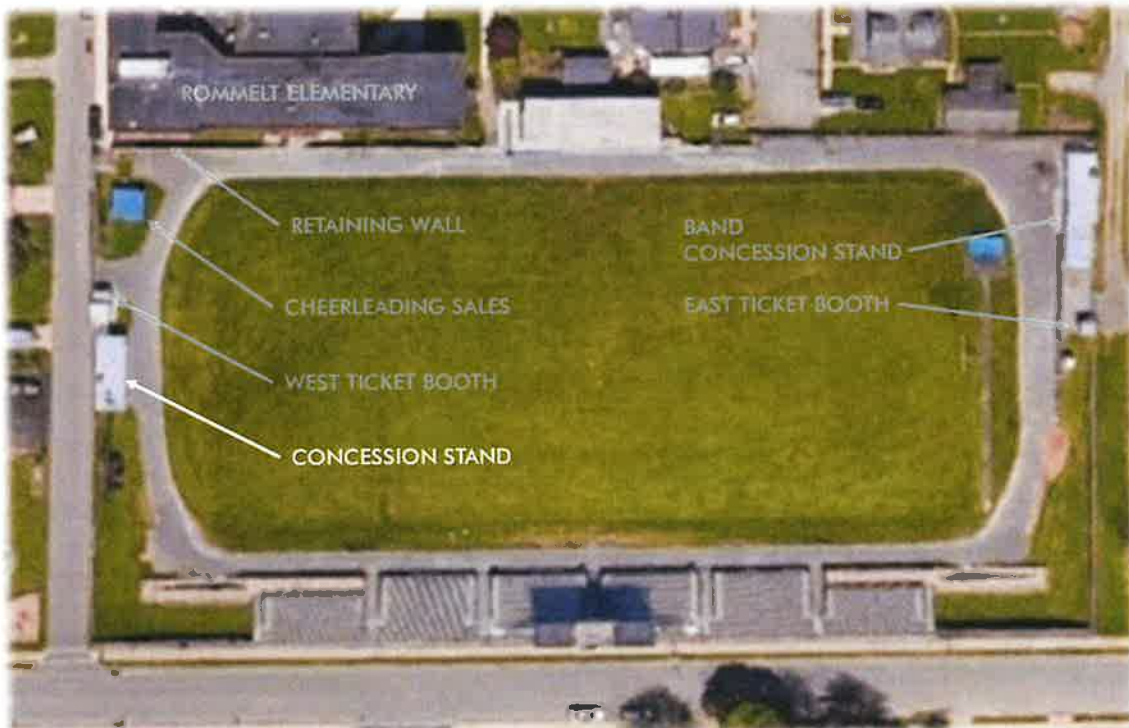 ROMMELT ELEMENTARY
RETAINING WALL
BAND
CONCESSION STAND
CHEERLEADING SALES
EAST TICKET BOOTH
WEST TICKET BOOTH
CONCESSION STAND